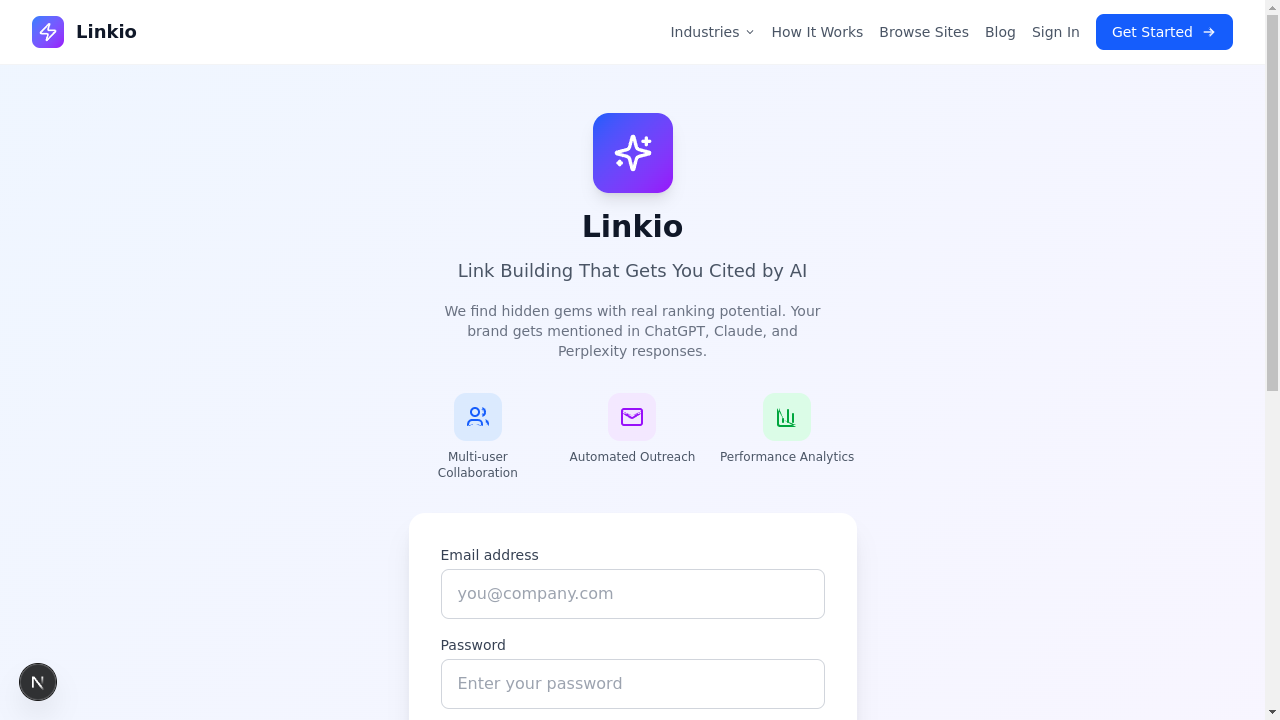 Linkio
Industries
How It Works
Browse Sites
Blog
Sign In
Get Started
Linkio
Link Building That Gets You Cited by AI
We find hidden gems with real ranking potential. Your
brand gets mentioned in ChatGPT, Claude, and
Perplexity responses.
Multi-user
Collaboration
Automated Outreach
Performance Analytics
Email address
you@company.com
Password
Enter your password
N